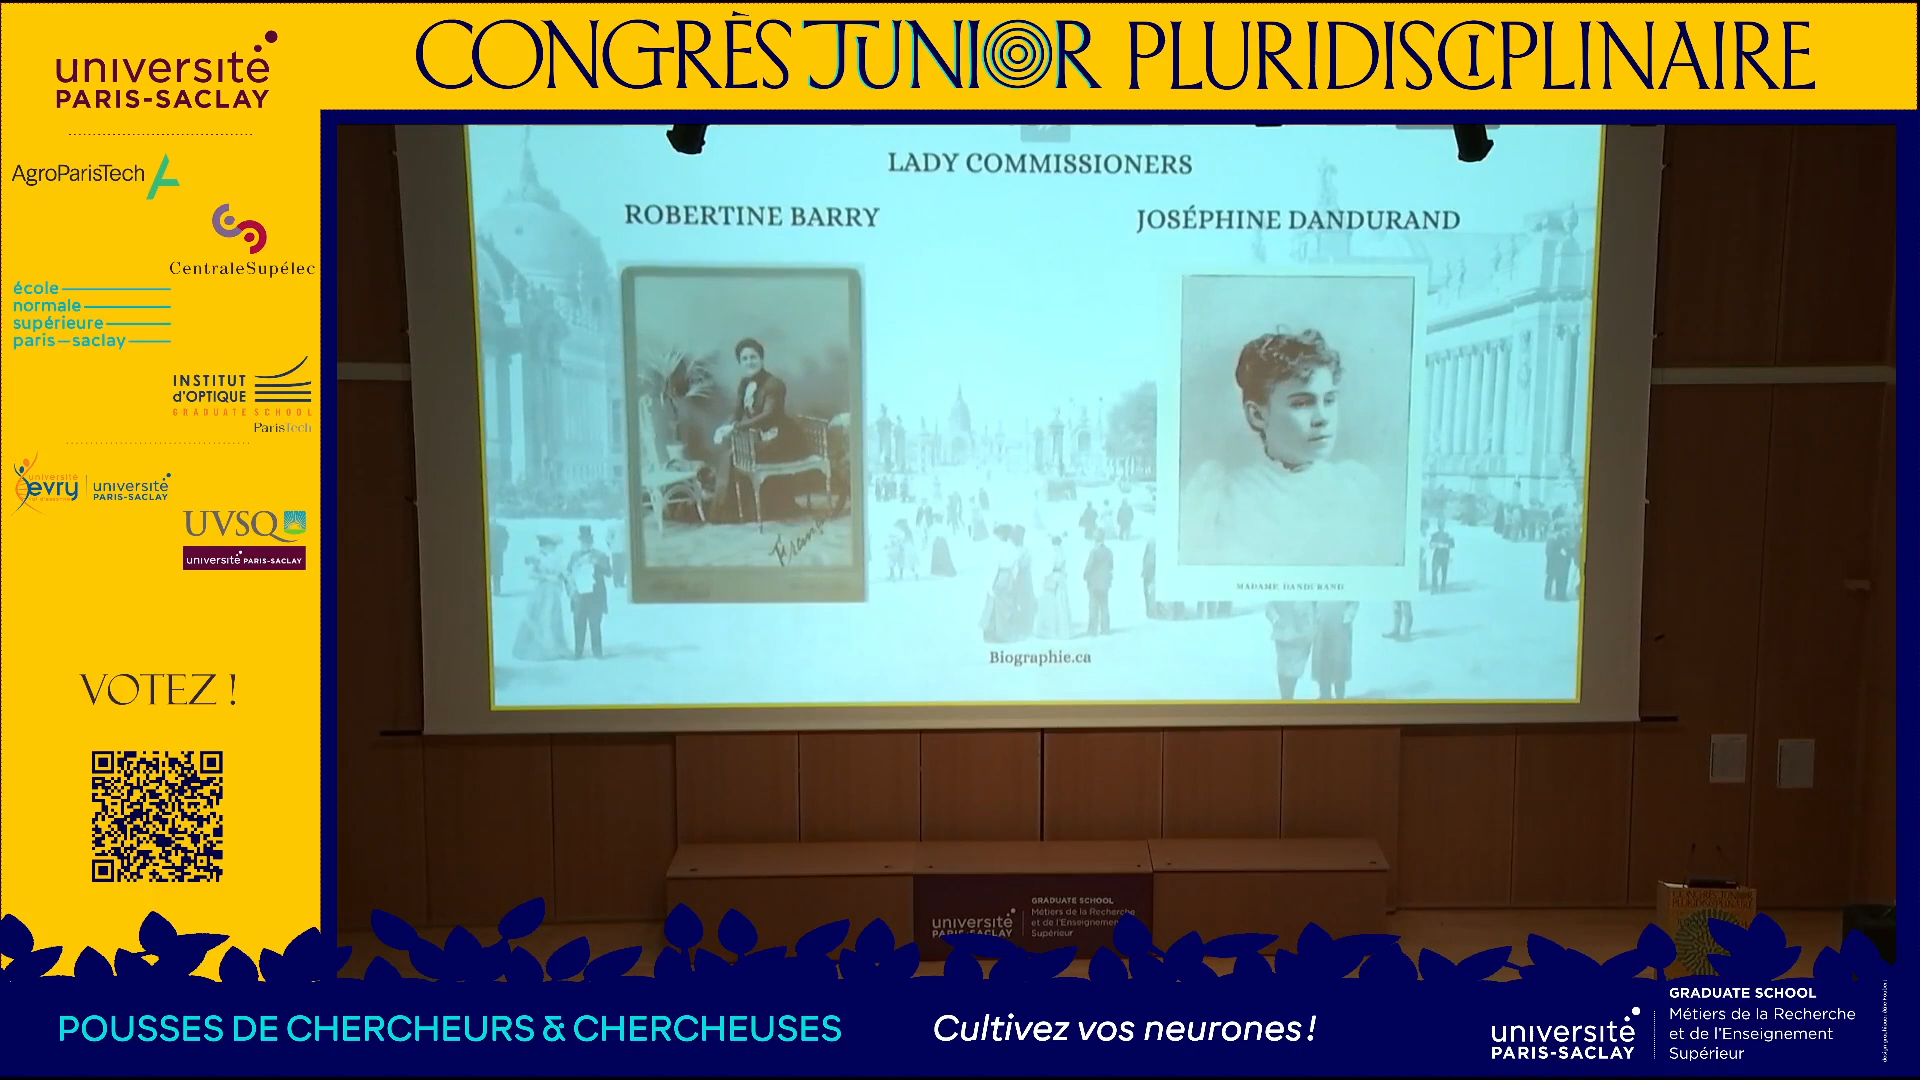 CONGRÈS JUNIOR PLURIDISCIPLINAIRE
université
PARIS-SACLAY
AgroParisTech
CentraleSupélec
école
normale
supérieure
paris-saclay
INSTITUT
d'OPTIQUE
GRADUATE SCHOOL
ParisTech
université
evry
université
PARIS-SACLAY
UVSQ
université PARIS-SACLAY
VOTEZ !
LADY COMMISSIONERS
ROBERTINE BARRY
JOSÉPHINE DANDURAND
MADAME DANDURAND
Biographie.ca
université
PARIS-SACLAY
GRADUATE SCHOOL
Métiers de la Recherche
et de l'Enseignement
Supérieur
CONGRÈS JUNIOR
PLURIDISCIPLINAIRE
POUSSES DE CHERCHEURS & CHERCHEUSES
Cultivez vos neurones !
université
PARIS-SACLAY
GRADUATE SCHOOL
Métiers de la Recherche
et de l'Enseignement
Supérieur